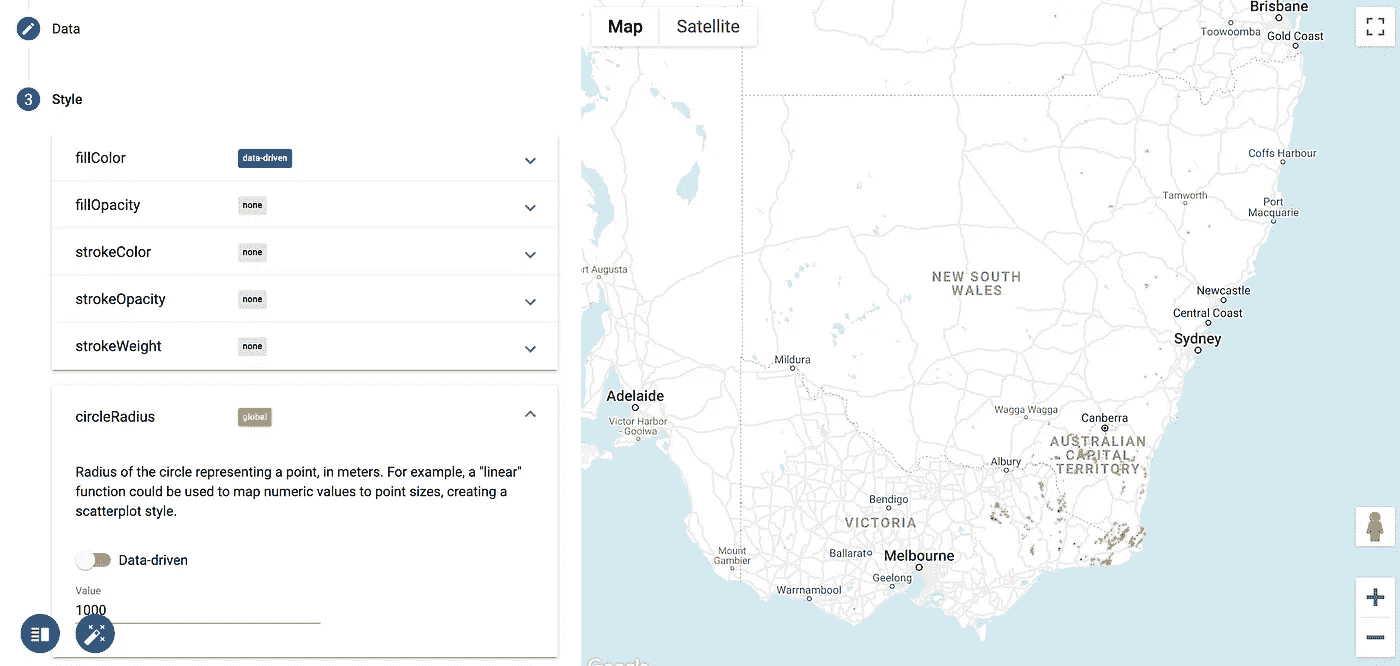 Data
3 Style
fillColor data-driven
fillOpacity none
strokeColor none
strokeOpacity none
strokeWeight none
circleRadius global
Radius of the circle representing a point, in meters. For example, a "linear"
function could be used to map numeric values to point sizes, creating a
scatterplot style.
Data-driven
Value
1000
Map Satellite
Brisbane
Toowoomba
Gold Coast
Coffs Harbour
Tamworth
Port
Macquarie
rt Augusta
NEW SOUTH
WALES
Newcastle
Central Coast
Sydney
Mildura
Adelaide
Victor Harbor
- Goolwa
Wagga Wagga
Canberra
AUSTRALIAN
CAPITAL
TERRITORY
Albury
Bendigo
VICTORIA
Mount
Gambier
Ballarat
Melbourne
Geelong
Warrnambool
Google